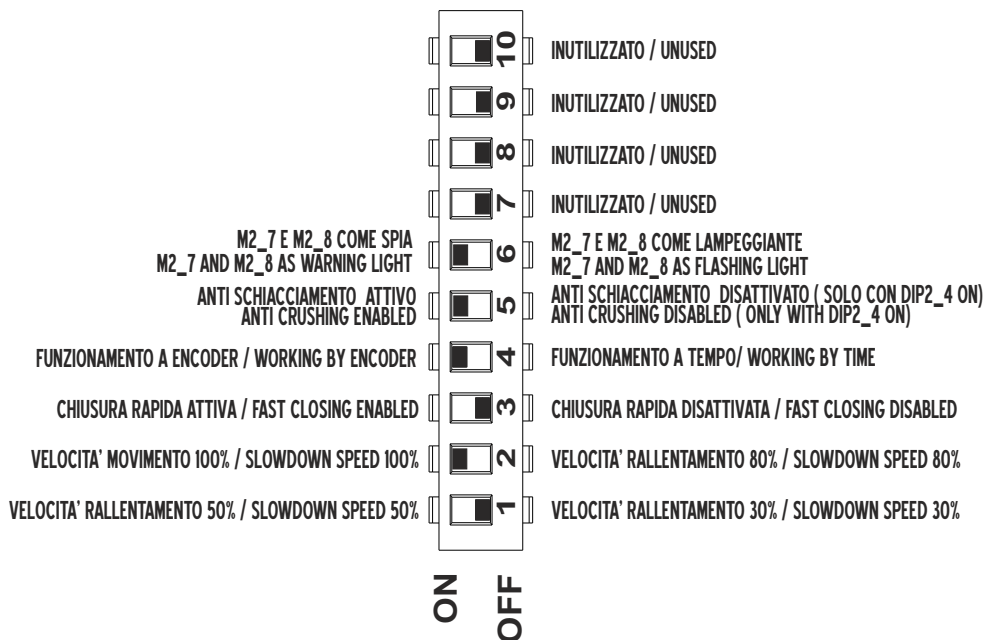 10 INUTILIZZATO / UNUSED
9 INUTILIZZATO / UNUSED
8 INUTILIZZATO / UNUSED
7 INUTILIZZATO / UNUSED
M2_7 E M2_8 COME SPIA
M2_7 AND M2_8 AS WARNING LIGHT
6
M2_7 E M2_8 COME LAMPEGGIANTE
M2_7 AND M2_8 AS FLASHING LIGHT
ANTI SCHIACCIAMENTO ATTIVO
ANTI CRUSHING ENABLED
5
ANTI SCHIACCIAMENTO DISATTIVATO ( SOLO CON DIP2_4 ON)
ANTI CRUSHING DISABLED ( ONLY WITH DIP2_4 ON)
FUNZIONAMENTO A ENCODER / WORKING BY ENCODER 4 FUNZIONAMENTO A TEMPO/ WORKING BY TIME
CHIUSURA RAPIDA ATTIVA / FAST CLOSING ENABLED 3 CHIUSURA RAPIDA DISATTIVATA / FAST CLOSING DISABLED
VELOCITA' MOVIMENTO 100% / SLOWDOWN SPEED 100% 2 VELOCITA' RALLENTAMENTO 80% / SLOWDOWN SPEED 80%
VELOCITA' RALLENTAMENTO 50% / SLOWDOWN SPEED 50% 1 VELOCITA' RALLENTAMENTO 30% / SLOWDOWN SPEED 30%
ON OFF